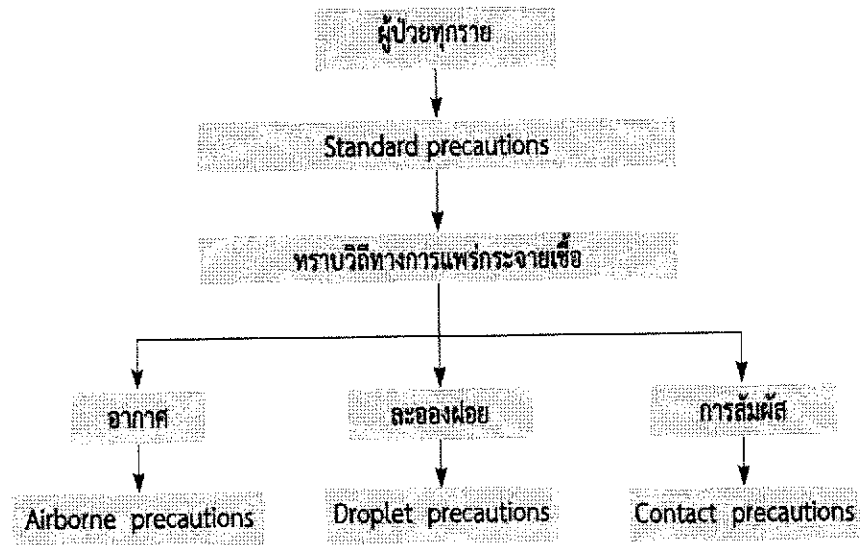 ผู้ป่วยทุกราย
Standard precautions
ทราบวิถีทางการแพร่กระจายเชื้อ
อากาศ
ละอองฝอย
การสัมผัส
Airborne precautions
Droplet precautions
Contact precautions